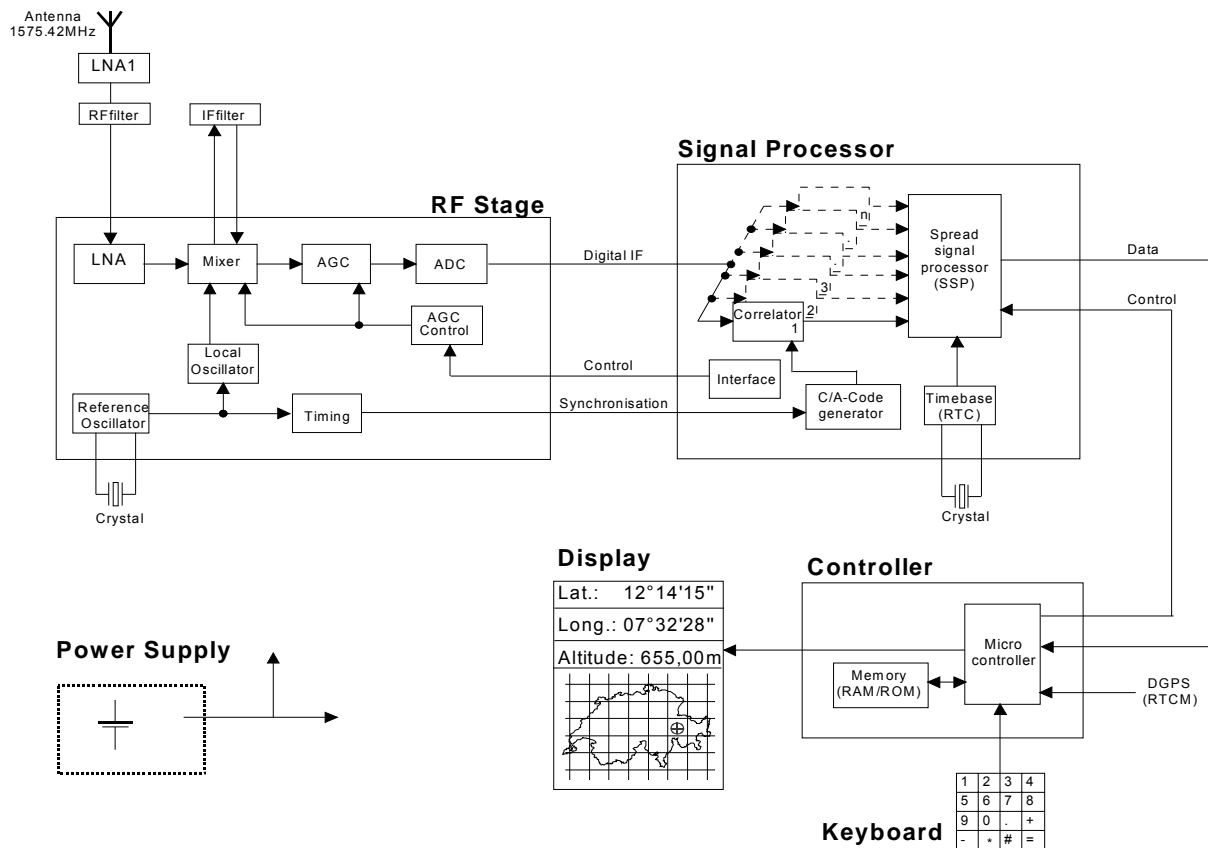 Antenna
1575.42MHz
LNA1
RFfilter
IFfilter
Signal Processor
RF Stage
LNA
Mixer
AGC
ADC
Digital IF
n
.
.
3
2
Correlator
1
Spread
signal
processor
(SSP)
Data
Control
AGC
Control
Local
Oscillator
Control
Interface
Reference
Oscillator
Timing
Synchronisation
C/A-Code
generator
Timebase
(RTC)
Crystal
Crystal
Display
Lat.: 12°14'15"
Long.: 07°32'28"
Altitude: 655,00m
Controller
Micro
controller
Memory
(RAM/ROM)
DGPS
(RTCM)
Power Supply
Keyboard
1 2 3 4
5 6 7 8
9 0 . +
- * # =